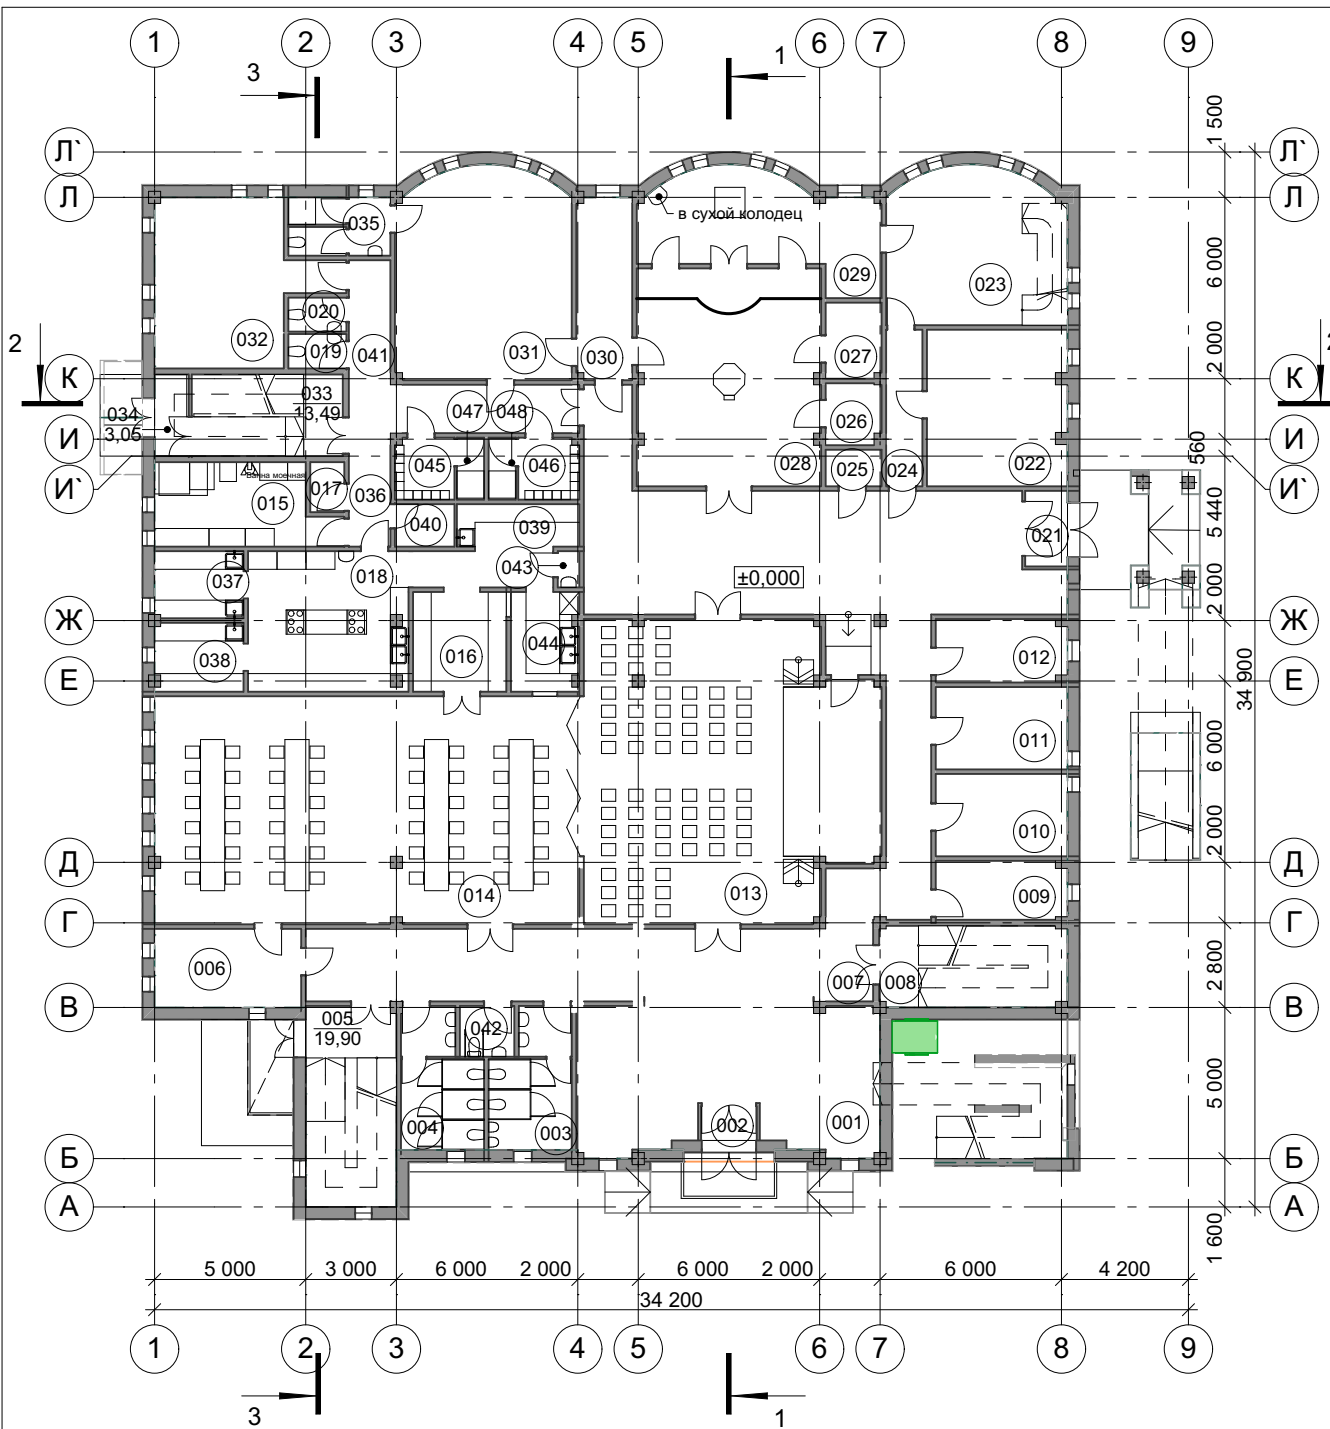 1 2 3 4 5 6 7 8 9
3 1
1 500
Л` Л`
Л Л
в сухой колодец
035
029 023
6 000
020
032 019 041 031 030 027
2 000
2 2
К К
033
13,49
034
3,05
047 048
026
И И
560
045 046 028 025 024 022
И` И`
Ванна моечная
017 036
015
040 039
021
5 440
043
018
037
±0,000
2 000
Ж Ж
044
016 012
038
Е Е
34 900
011
6 000
010
2 000
Д Д
014 013 009
Г Г
006
007 008
2 800
В В
005
19,90
042
5 000
004 003 002 001
Б Б
А А
1 600
5 000 3 000 6 000 2 000 6 000 2 000 6 000 4 200
34 200
1 2 3 4 5 6 7 8 9
3 1